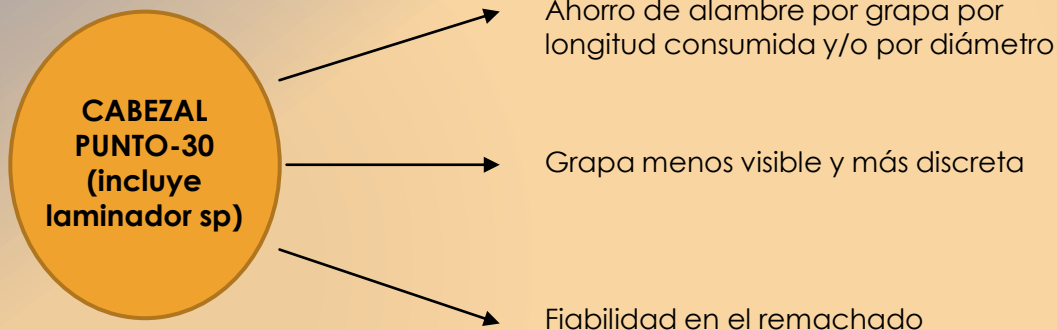 CABEZAL
PUNTO-30
(incluye
laminador sp)
Ahorro de alambre por grapa por
longitud consumida y/o por diámetro
Grapa menos visible y más discreta
Fiabilidad en el remachado